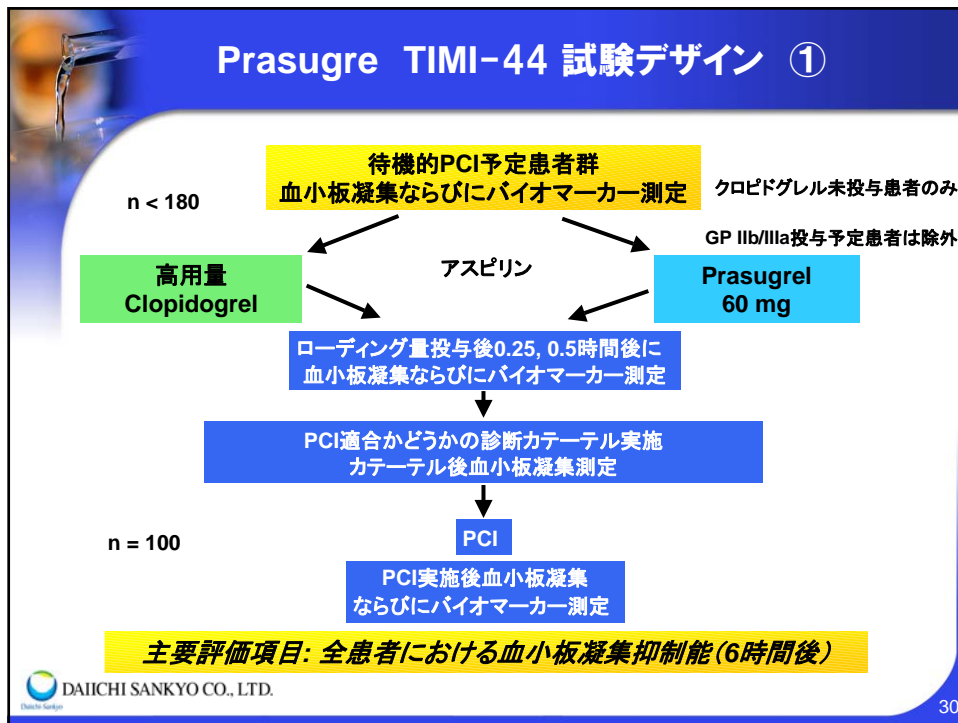 Prasugre TIMI-44 試験デザイン ①
待機的PCI予定患者群
血小板凝集ならびにバイオマーカー測定
クロピドグレル未投与患者のみ
n < 180
GP IIb/IIIa投与予定患者は除外
アスピリン
高用量
Clopidogrel
Prasugrel
60 mg
ローディング量投与後0.25, 0.5時間後に
血小板凝集ならびにバイオマーカー測定
PCI適合かどうかの診断カテーテル実施
カテーテル後血小板凝集測定
n = 100
PCI
PCI実施後血小板凝集
ならびにバイオマーカー測定
主要評価項目: 全患者における血小板凝集抑制能(6時間後)
DAIICHI SANKYO CO., LTD.
Daiichi-Sankyo
30